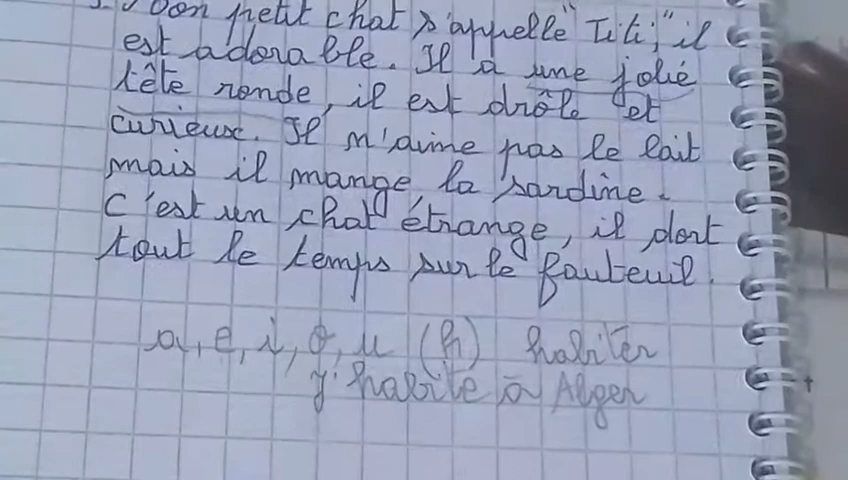 Son petit chat s'appelle "Titi," il
est adorable. Il a une jolie
tête ronde, il est drôle et
curieux. Il n'aime pas le lait
mais il mange la sardine.
C'est un chat étrange, il dort
tout le temps sur le fauteuil.
a, e, i, o, u (h) habiter
j'habite à Alger